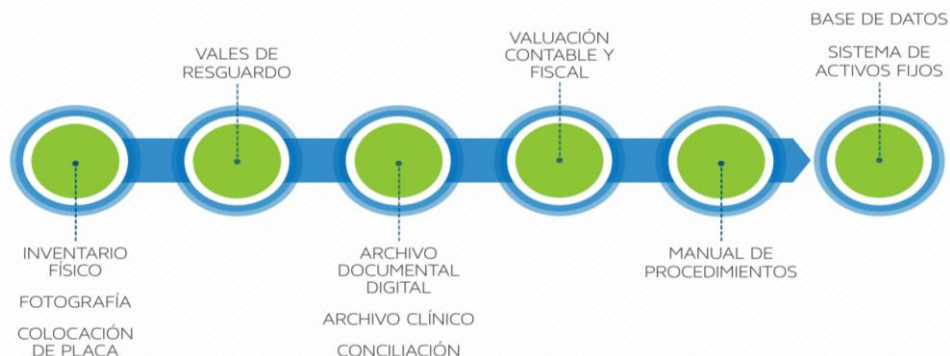 VALES DE
RESGUARDO
VALUACIÓN
CONTABLE Y
FISCAL
BASE DE DATOS
SISTEMA DE
ACTIVOS FIJOS
INVENTARIO
FÍSICO
FOTOGRAFÍA
COLOCACIÓN
DE PLACA
ARCHIVO
DOCUMENTAL
DIGITAL
ARCHIVO CLÍNICO
CONCILIACIÓN
MANUAL DE
PROCEDIMIENTOS